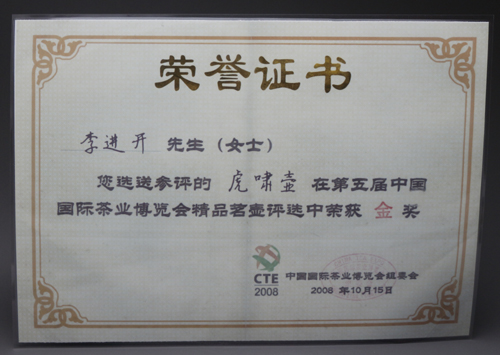 荣誉证书
李进开 先生（女士）
您选送参评的 虎啸壶 在第五届中国
国际茶业博览会精品茗壶评选中荣获 金 奖
CTE
2008
中国国际茶业博览会组委会
2008 年10月15日